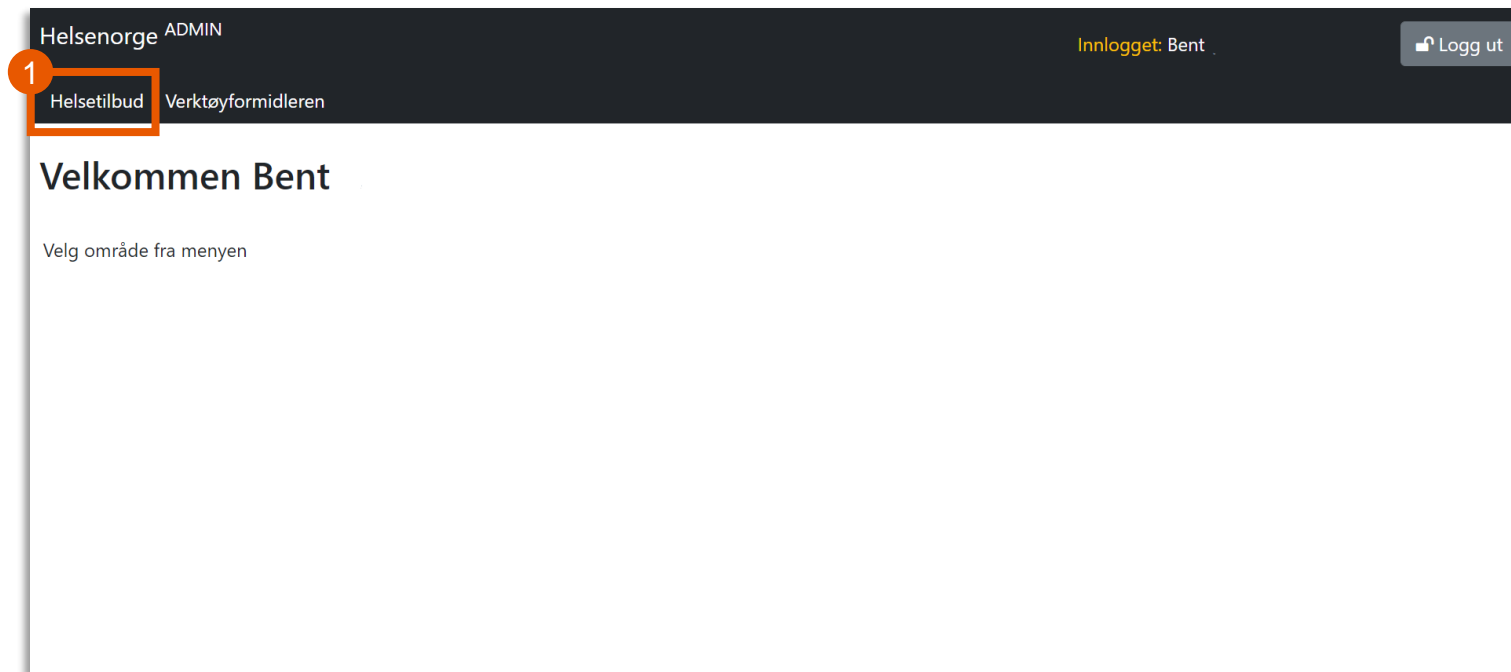 Helsenorge ADMIN
Innlogget: Bent
Logg ut
1
Helsetilbud Verktøyformidleren
Velkommen Bent
Velg område fra menyen